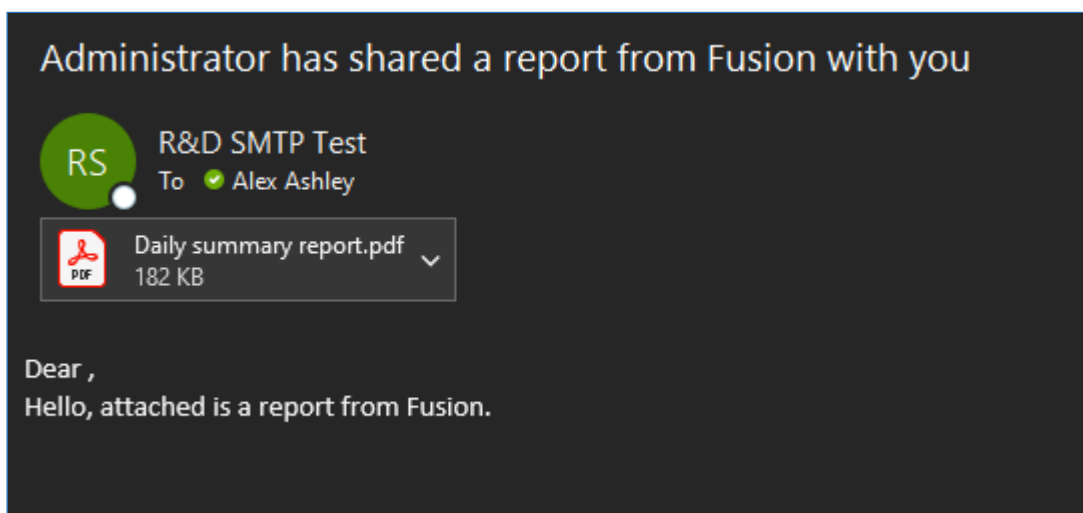 Administrator has shared a report from Fusion with you
RS
R&D SMTP Test
To Alex Ashley
PDF
Daily summary report.pdf
182 KB
Dear ,
Hello, attached is a report from Fusion.